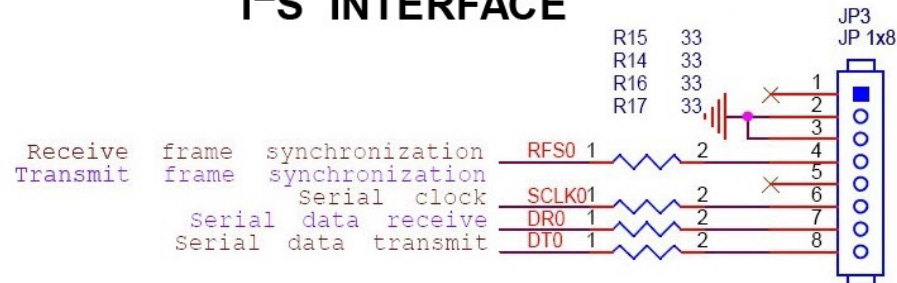 I²S INTERFACE
JP3
JP 1x8
R15 33
R14 33
R16 33
R17 33
1
2
3
Receive frame synchronization RFS0 1 2 4
Transmit frame synchronization 5
Serial clock SCLK0 1 2 6
Serial data receive DR0 1 2 7
Serial data transmit DT0 1 2 8